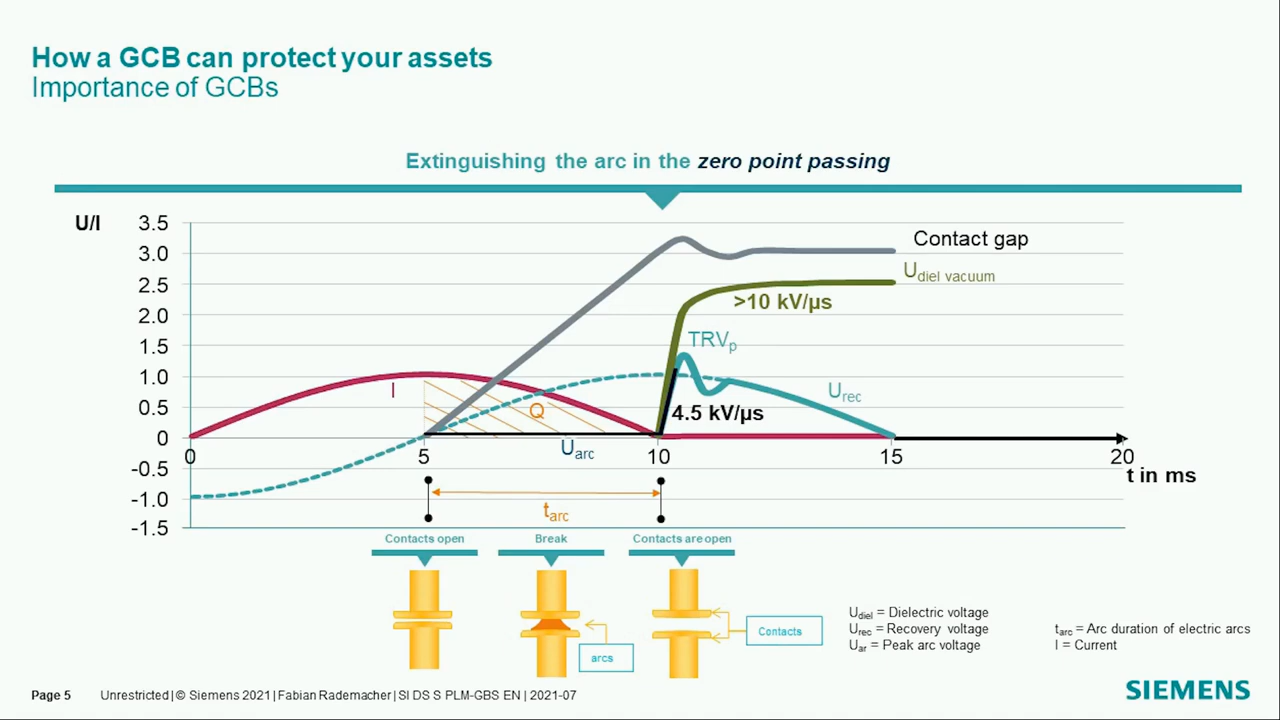 How a GCB can protect your assets
Importance of GCBs
Extinguishing the arc in the zero point passing
U/I
3.5
3.0
2.5
2.0
1.5
1.0
0.5
0
-0.5
-1.0
-1.5
Contact gap
Udiel vacuum
>10 kV/µs
TRVp
I
Q
4.5 kV/µs
Urec
Uarc
0
5
10
15
20
t in ms
tarc
Contacts open
Break
Contacts are open
arcs
Contacts
Udiel = Dielectric voltage
Urec = Recovery voltage
Uar = Peak arc voltage
tarc = Arc duration of electric arcs
I = Current
Page 5
Unrestricted | © Siemens 2021 | Fabian Rademacher | SI DS S PLM-GBS EN | 2021-07
SIEMENS